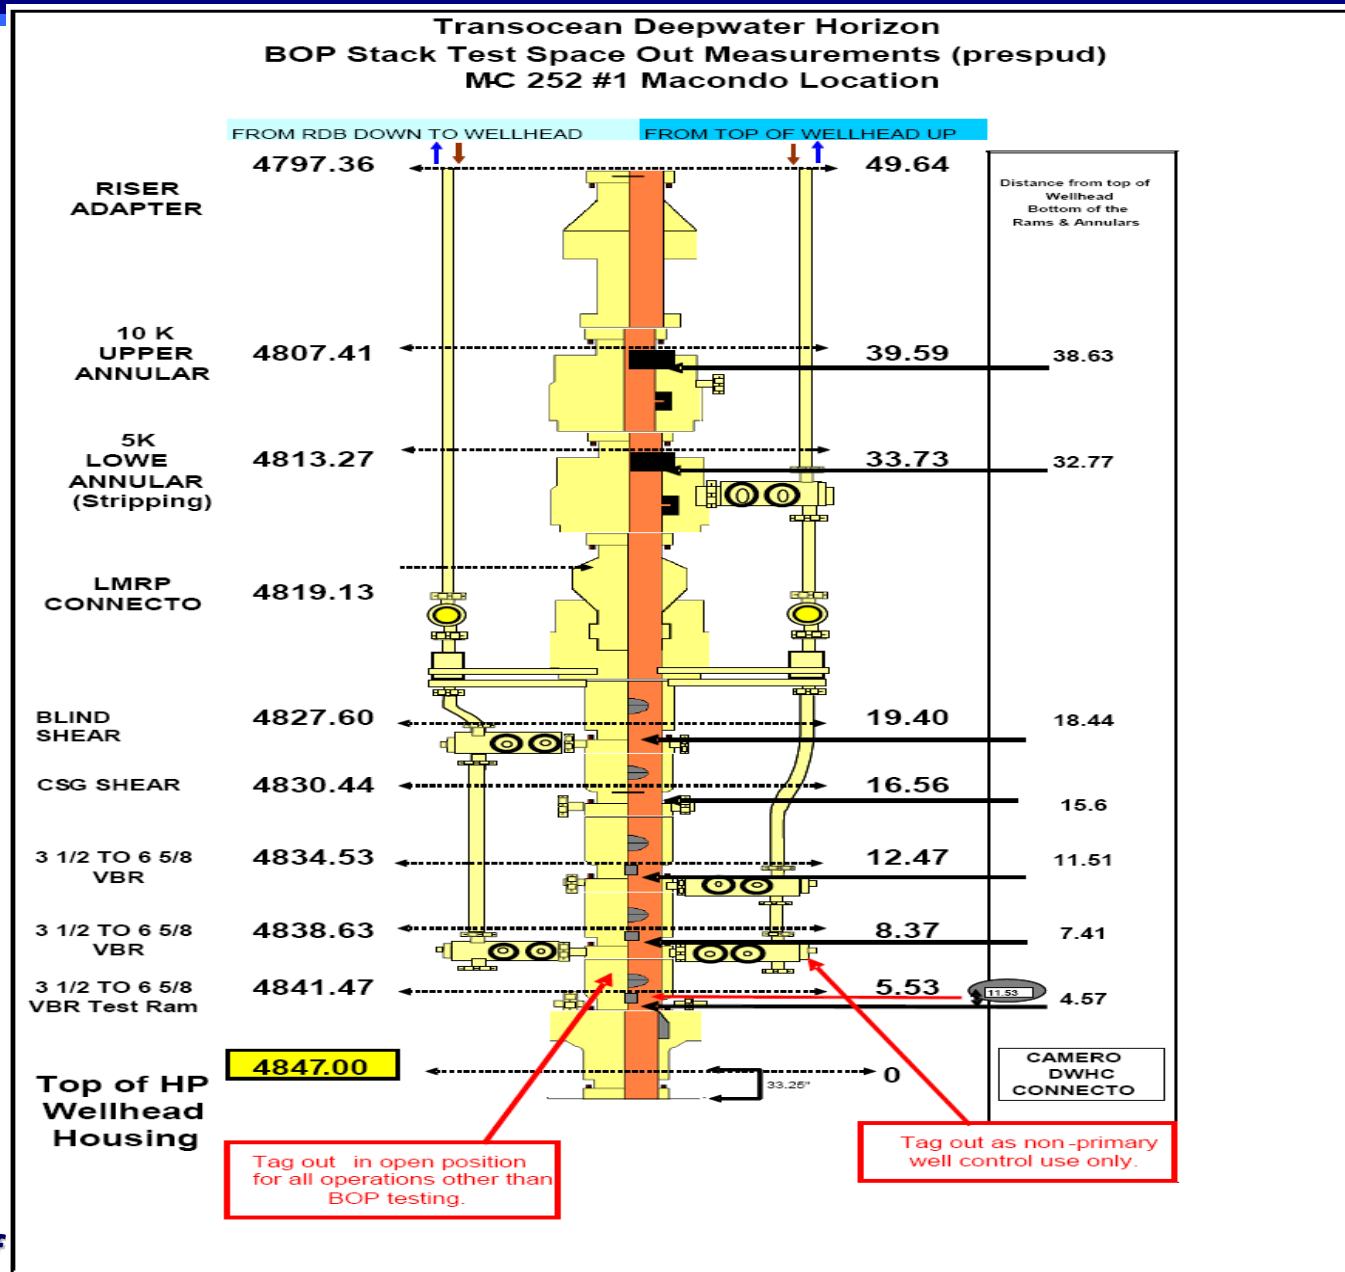 Transocean Deepwater Horizon
BOP Stack Test Space Out Measurements (prespud)
MC 252 #1 Macondo Location
FROM RDB DOWN TO WELLHEAD
FROM TOP OF WELLHEAD UP
RISER
ADAPTER
4797.36
49.64
Distance from top of
Wellhead
Bottom of the
Rams & Annulars
10 K
UPPER
ANNULAR
4807.41
39.59
38.63
5K
LOWE
ANNULAR
(Stripping)
4813.27
33.73
32.77
LMRP
CONNECTO
4819.13
BLIND
SHEAR
4827.60
19.40
18.44
CSG SHEAR
4830.44
16.56
15.6
3 1/2 TO 6 5/8
VBR
4834.53
12.47
11.51
3 1/2 TO 6 5/8
VBR
4838.63
8.37
7.41
3 1/2 TO 6 5/8
VBR Test Ram
4841.47
5.53
11.53
4.57
Top of HP
Wellhead
Housing
4847.00
33.25"
0
CAMERO
DWHC
CONNECTO
Tag out in open position
for all operations other than
BOP testing.
Tag out as non-primary
well control use only.